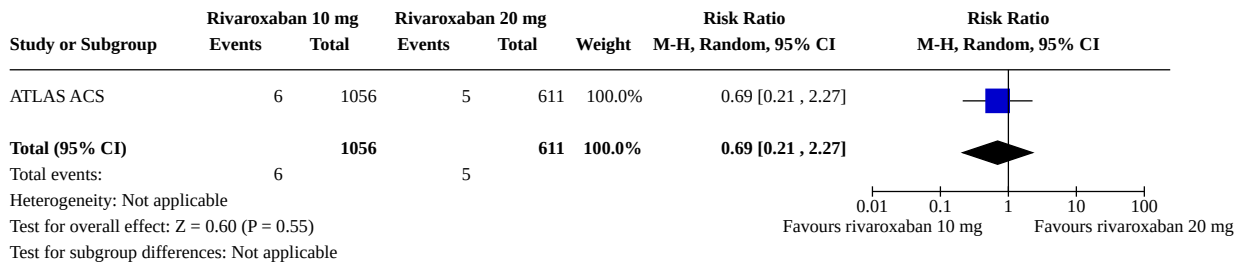 Rivaroxaban 10 mg Rivaroxaban 20 mg Risk Ratio Risk Ratio
Study or Subgroup Events Total Events Total Weight M-H, Random, 95% CI M-H, Random, 95% CI
ATLAS ACS 6 1056 5 611 100.0% 0.69 [0.21 , 2.27]
Total (95% CI) 1056 611 100.0% 0.69 [0.21 , 2.27]
Total events: 6 5
Heterogeneity: Not applicable 0.01 0.1 1 10 100
Test for overall effect: Z = 0.60 (P = 0.55) Favours rivaroxaban 10 mg Favours rivaroxaban 20 mg
Test for subgroup differences: Not applicable